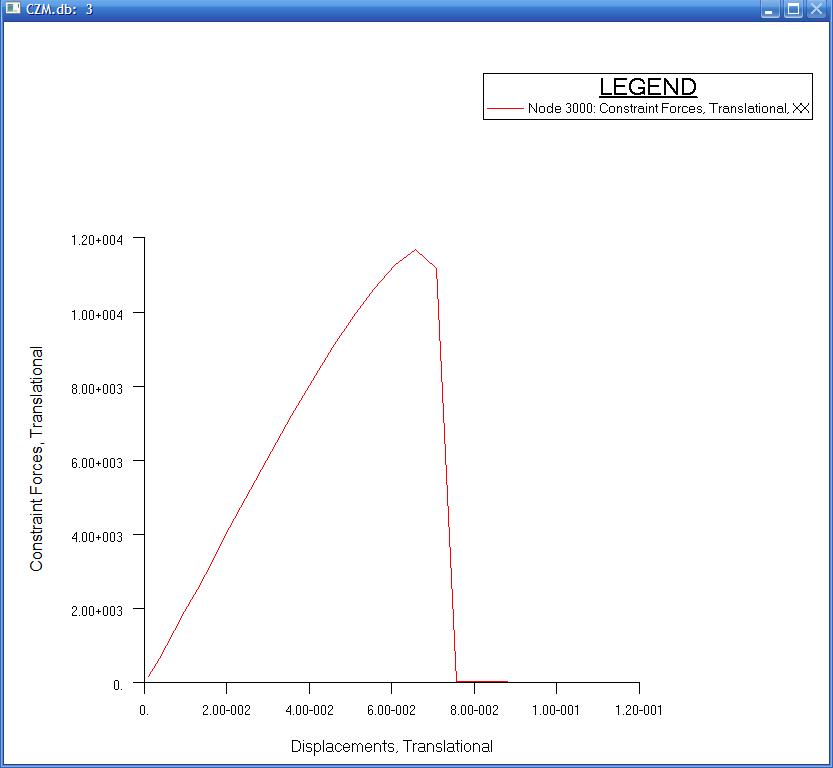 CZM.db: 3
LEGEND
Node 3000: Constraint Forces, Translational, XX
1.20+004
1.00+004
8.00+003
6.00+003
4.00+003
2.00+003
0.
Constraint Forces, Translational
0.
2.00-002
4.00-002
6.00-002
8.00-002
1.00-001
1.20-001
Displacements, Translational